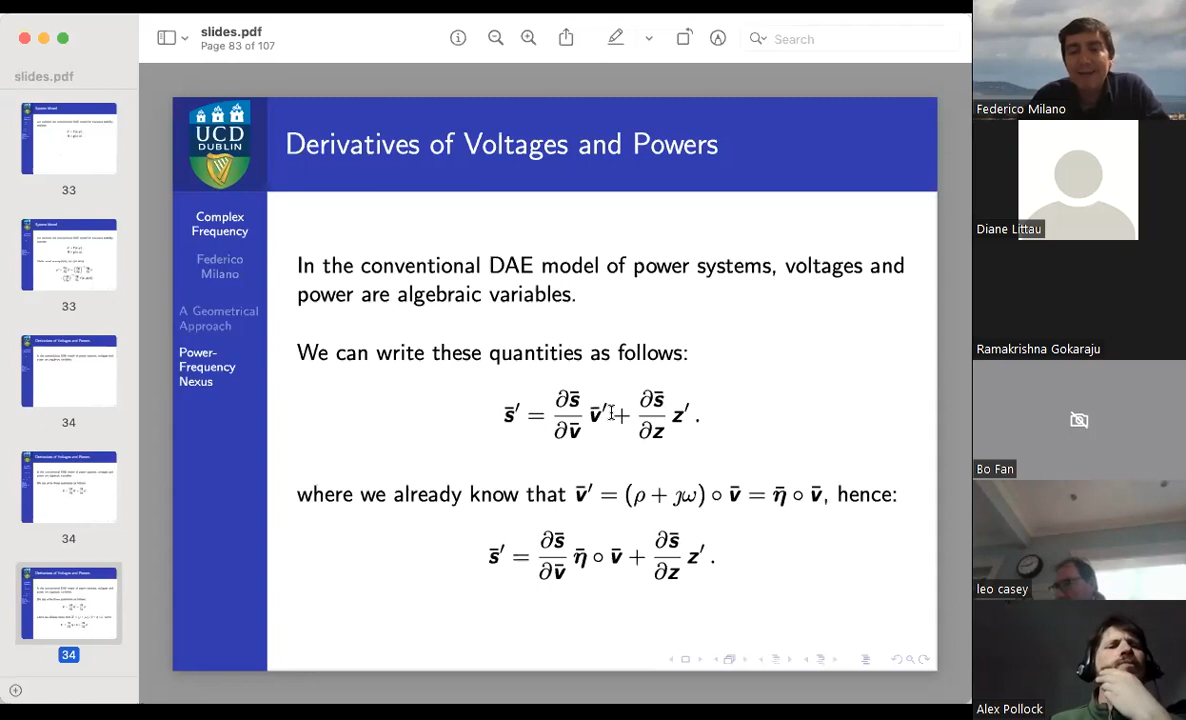 slides.pdf
Page 83 of 107
Search
slides.pdf
33
33
34
34
34
UCD
DUBLIN
Derivatives of Voltages and Powers
Complex
Frequency
Federico
Milano
A Geometrical
Approach
Power-
Frequency
Nexus
In the conventional DAE model of power systems, voltages and
power are algebraic variables.
We can write these quantities as follows:
s̄′ = ∂s̄/∂v̄ v̄′ + ∂s̄/∂z z′ .
where we already know that v̄′ = (ρ + ȷω) ∘ v̄ = η̄ ∘ v̄, hence:
s̄′ = ∂s̄/∂v̄ η̄ ∘ v̄ + ∂s̄/∂z z′ .
Federico Milano
Diane Littau
Ramakrishna Gokaraju
Bo Fan
leo casey
Alex Pollock